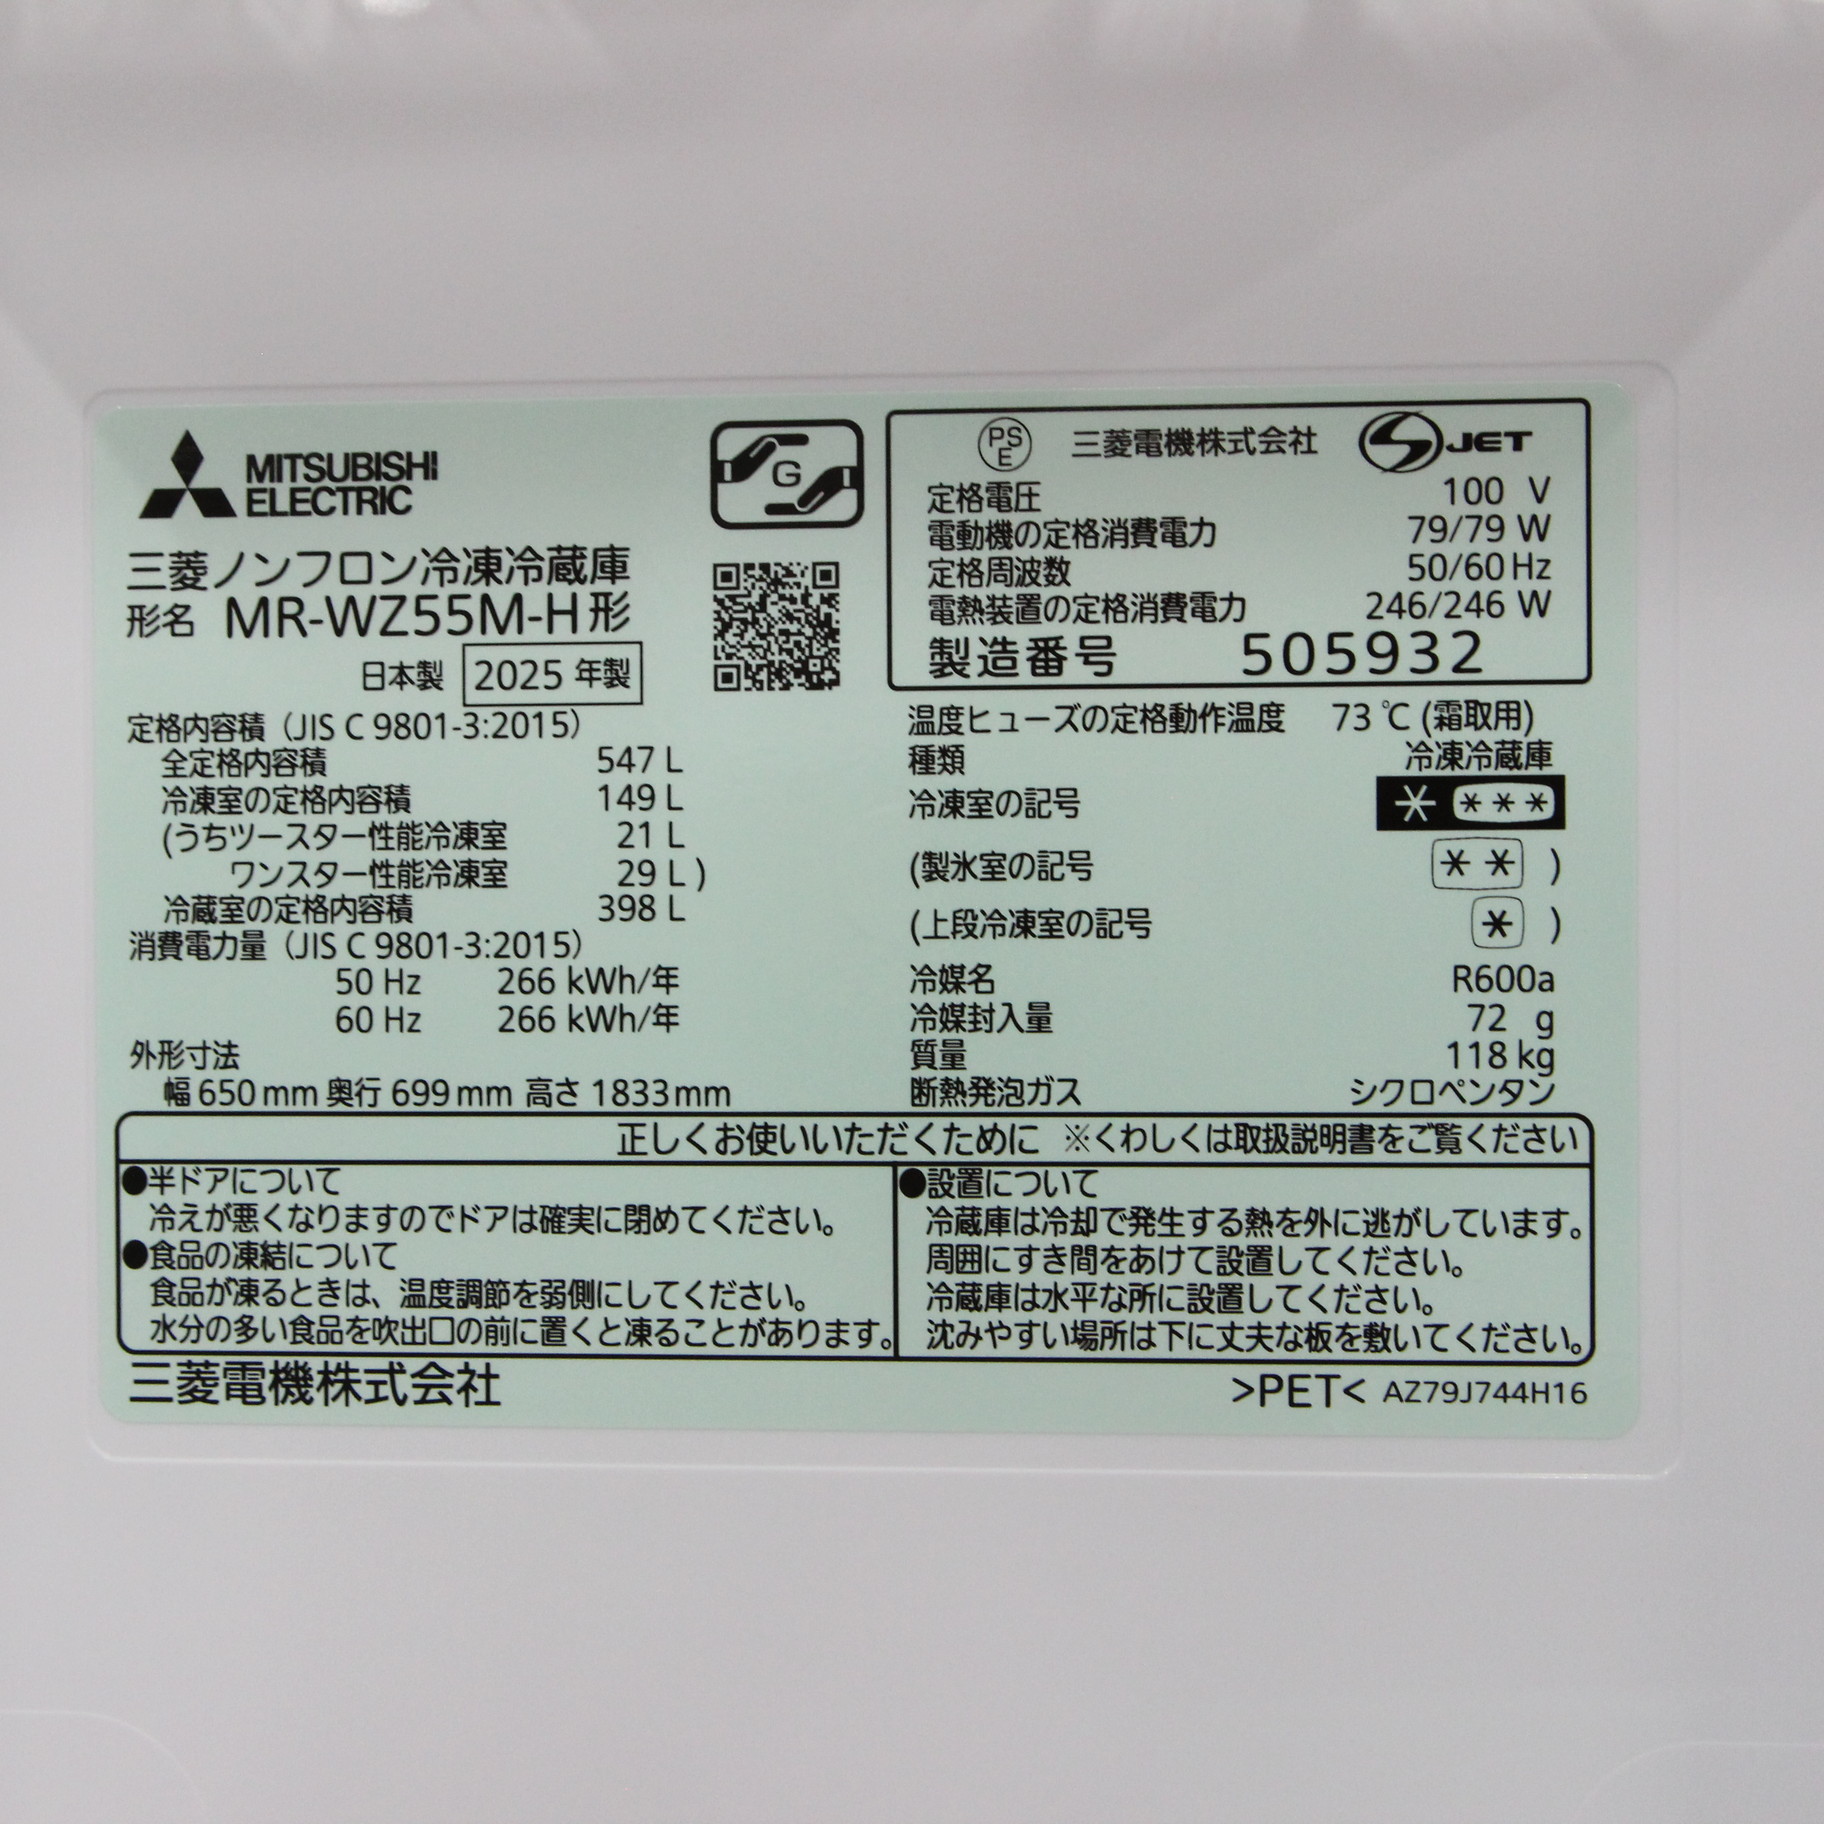 MITSUBISHI
ELECTRIC
G
三菱ノンフロン冷凍冷蔵庫
形名 MR-WZ55M-H形
日本製 2025年製
定格内容積（JIS C 9801-3:2015）
全定格内容積 547 L
冷凍室の定格内容積 149 L
(うちツースター性能冷凍室 21 L
ワンスター性能冷凍室 29 L )
冷蔵室の定格内容積 398 L
消費電力量（JIS C 9801-3:2015）
50 Hz 266 kWh/年
60 Hz 266 kWh/年
外形寸法
幅 650 mm 奥行 699 mm 高さ 1833 mm
PS
E 三菱電機株式会社 S JET
定格電圧 100 V
電動機の定格消費電力 79/79 W
定格周波数 50/60 Hz
電熱装置の定格消費電力 246/246 W
製造番号 505932
温度ヒューズの定格動作温度 73 ℃ (霜取用)
種類 冷凍冷蔵庫
冷凍室の記号 * ***
(製氷室の記号 ** )
(上段冷凍室の記号 * )
冷媒名 R600a
冷媒封入量 72 g
質量 118 kg
断熱発泡ガス シクロペンタン
正しくお使いいただくために ※くわしくは取扱説明書をご覧ください
●半ドアについて
冷えが悪くなりますのでドアは確実に閉めてください。
●食品の凍結について
食品が凍るときは、温度調節を弱側にしてください。
水分の多い食品を吹出口の前に置くと凍ることがあります。
●設置について
冷蔵庫は冷却で発生する熱を外に逃がしています。
周囲にすき間をあけて設置してください。
冷蔵庫は水平な所に設置してください。
沈みやすい場所は下に丈夫な板を敷いてください。
三菱電機株式会社
>PET< AZ79J744H16